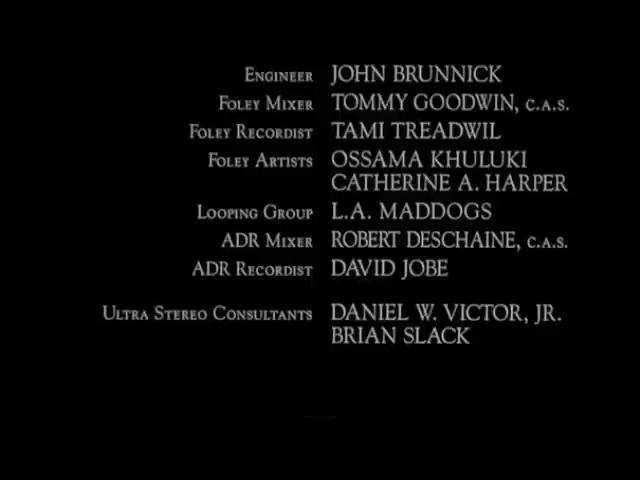 Engineer JOHN BRUNNICK
Foley Mixer TOMMY GOODWIN, C.A.S.
Foley Recordist TAMI TREADWIL
Foley Artists OSSAMA KHULUKI
CATHERINE A. HARPER
Looping Group L.A. MADDOGS
ADR Mixer ROBERT DESCHAINE, C.A.S.
ADR Recordist DAVID JOBE
Ultra Stereo Consultants DANIEL W. VICTOR, JR.
BRIAN SLACK